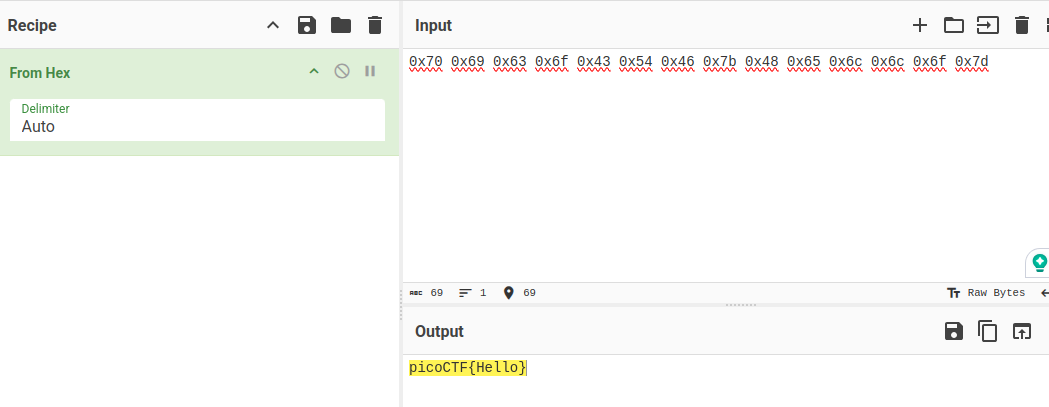 Recipe
Input
From Hex
Delimiter
Auto
0x70 0x69 0x63 0x6f 0x43 0x54 0x46 0x7b 0x48 0x65 0x6c 0x6c 0x6f 0x7d
ABC 69 1 69
Tт Raw Bytes
Output
picoCTF{Hello}